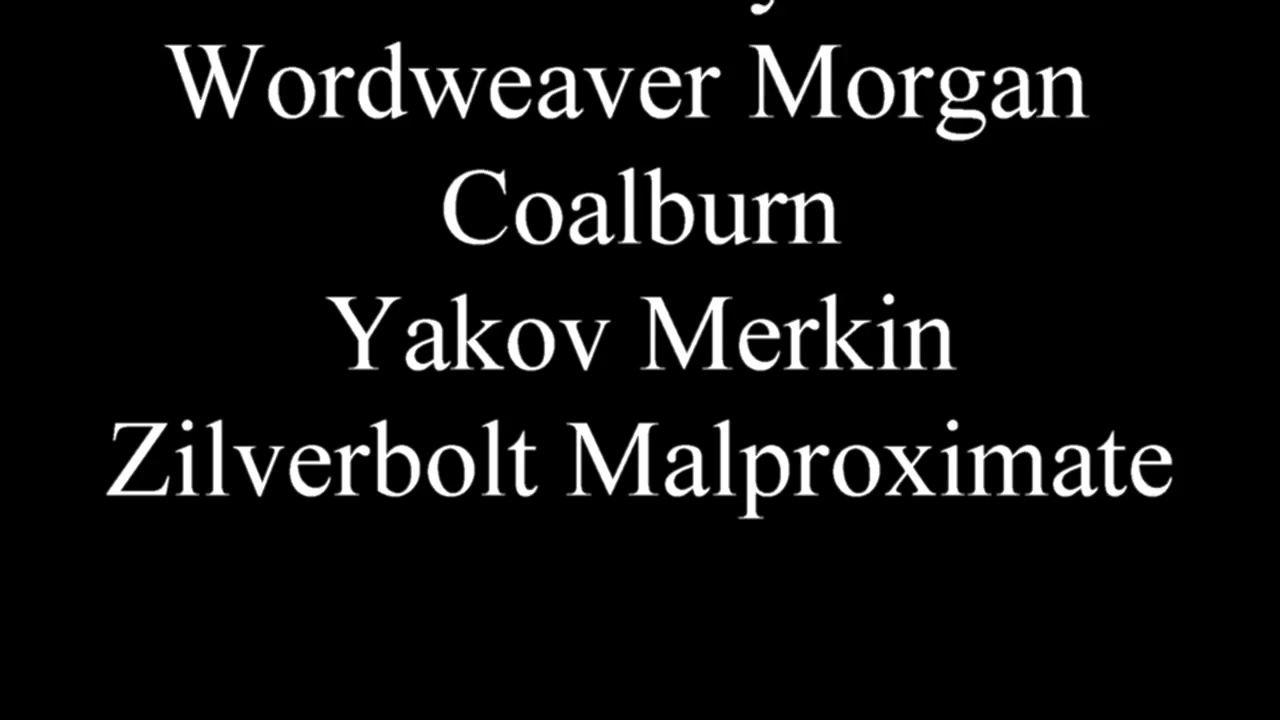 Wordweaver Morgan
Coalburn
Yakov Merkin
Zilverbolt Malproximate